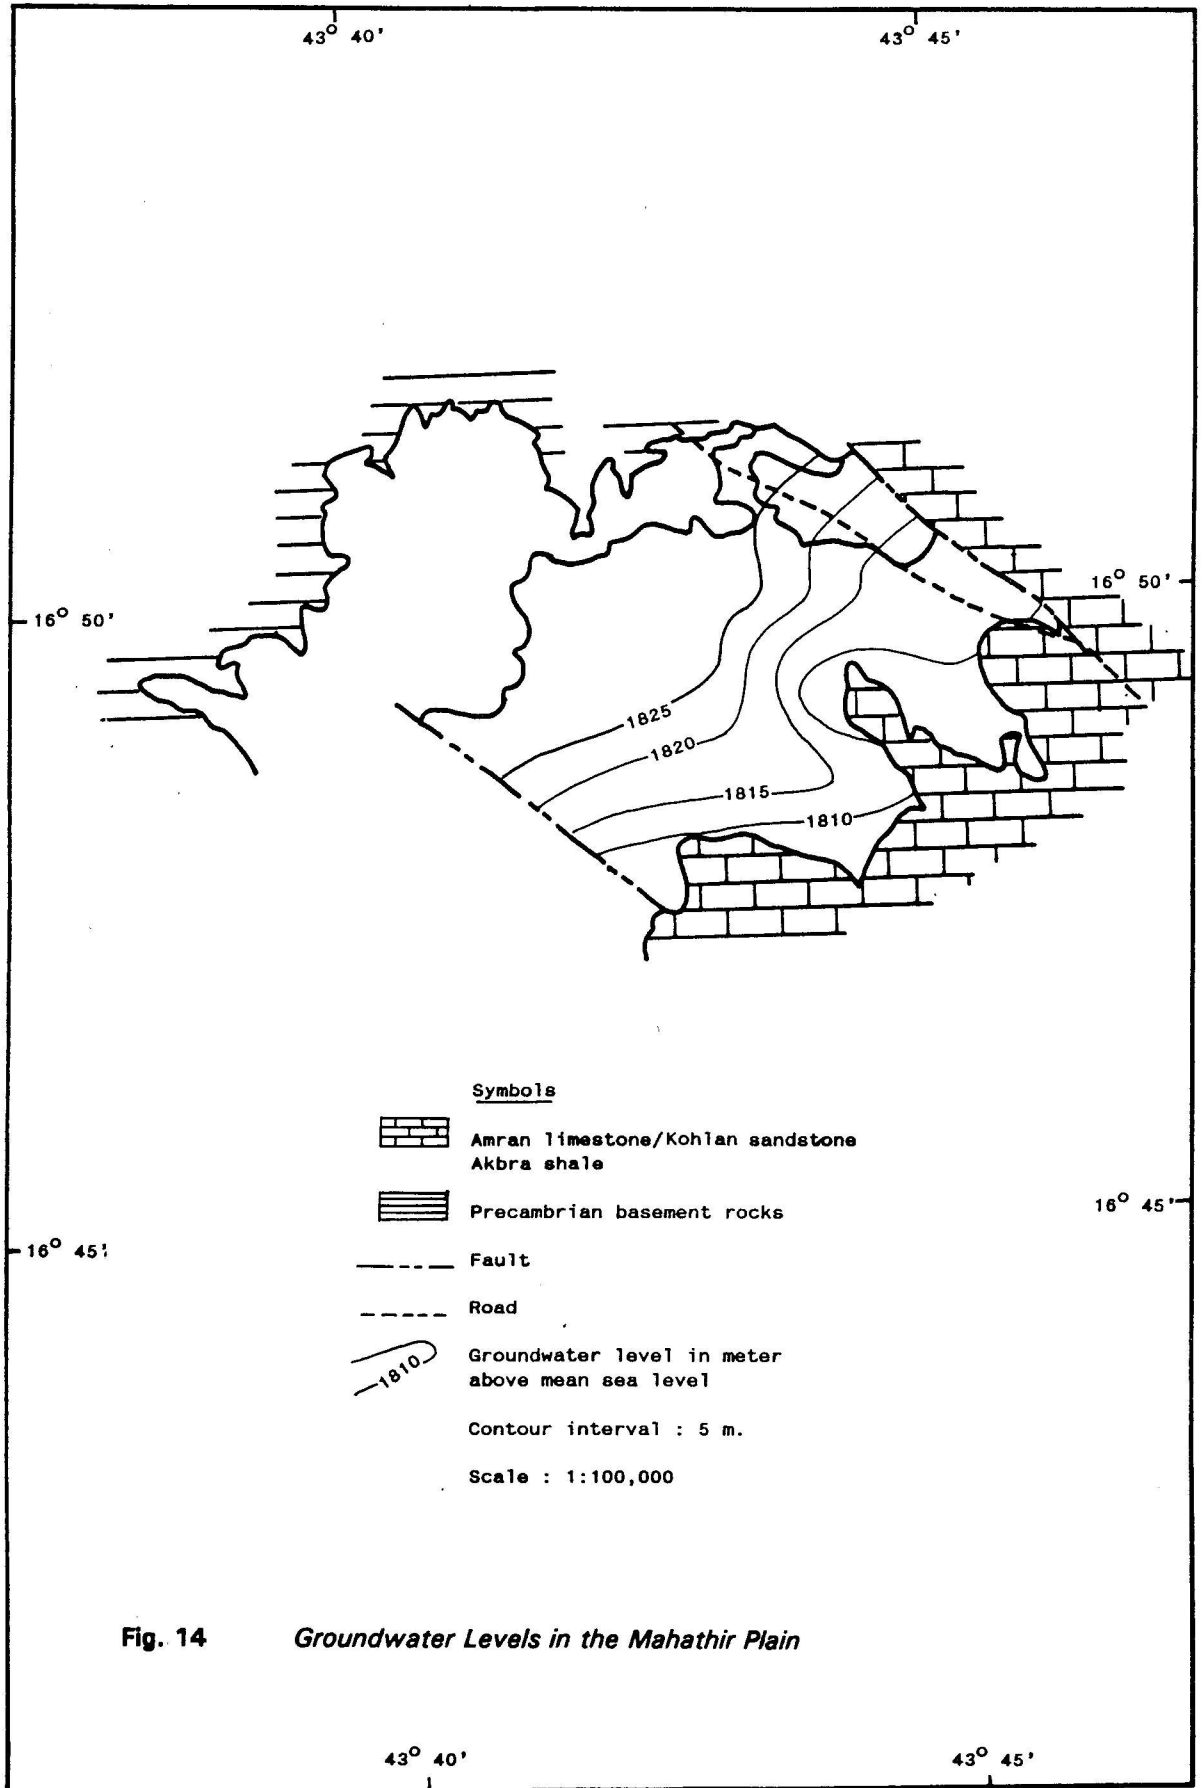 43° 40' 43° 45'
16° 50'
16° 50'
1825
1820
1815
1810
Symbols
Amran limestone/Kohlan sandstone
Akbra shale
Precambrian basement rocks
16° 45'
16° 45'
Fault
Road
1810
Groundwater level in meter
above mean sea level
Contour interval : 5 m.
Scale : 1:100,000
Fig. 14 Groundwater Levels in the Mahathir Plain
43° 40' 43° 45'